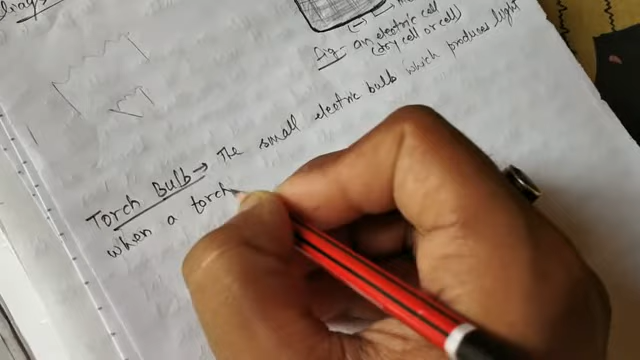 (-)
Fig- an electric cell
(dry cell or cell)
Torch Bulb→ The small electric bulb which produces light
when a torch